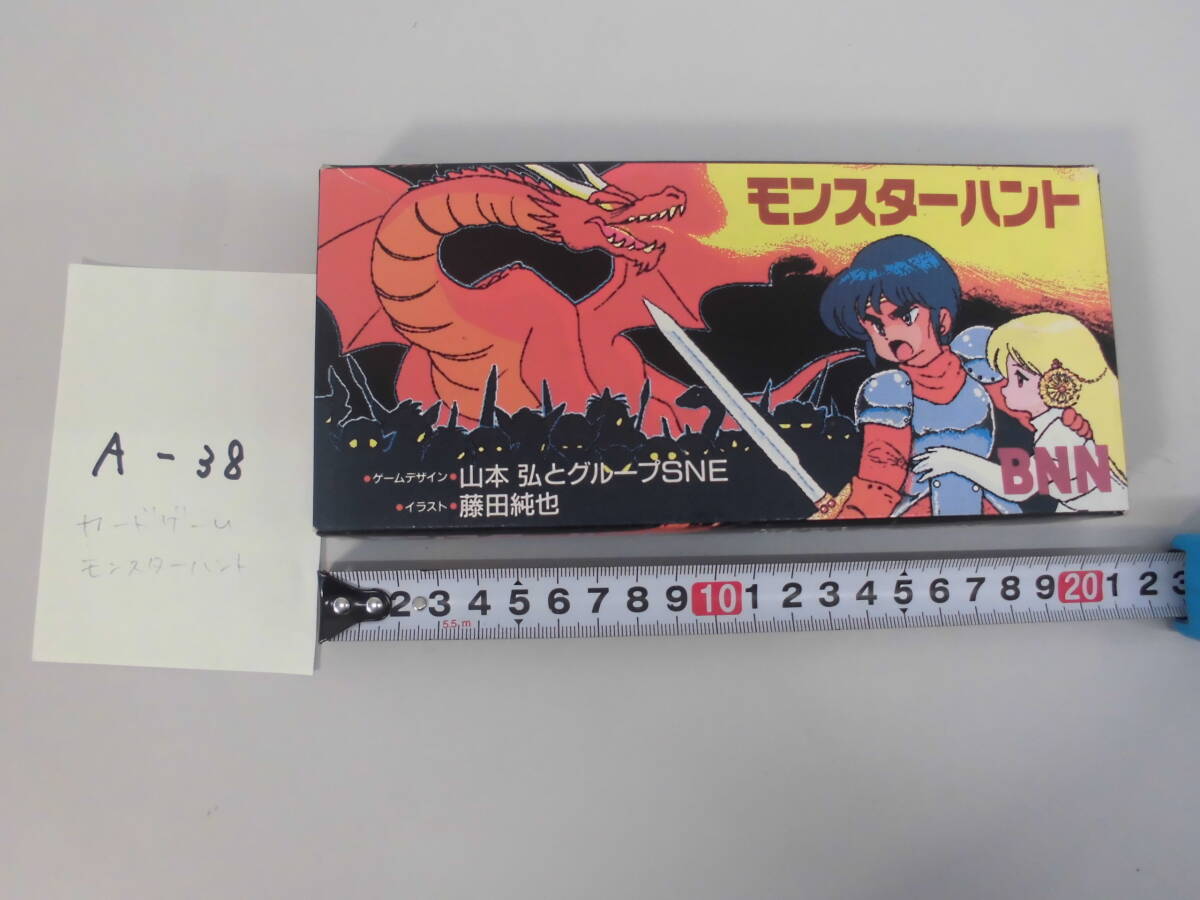 モンスターハント
BNN
●ゲームデザイン●山本 弘とグループSNE
●イラスト●藤田純也
A-38
カードゲーム
モンスターハント
2 3 4 5 6 7 8 9 10 1 2 3 4 5 6 7 8 9 20 1 2 3
5.5m